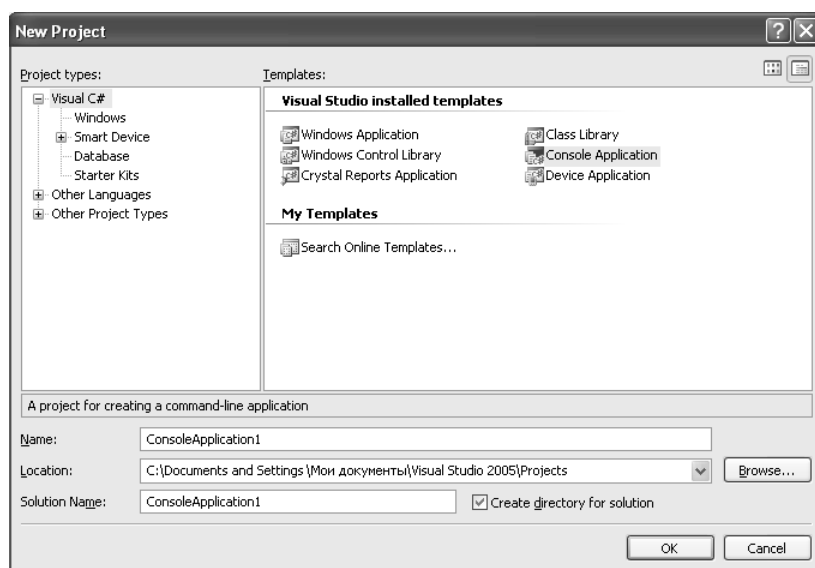 New Project
Project types:
Templates:
Visual C#
Windows
Smart Device
Database
Starter Kits
Other Languages
Other Project Types
Visual Studio installed templates
Windows Application
Class Library
Windows Control Library
Console Application
Crystal Reports Application
Device Application
My Templates
Search Online Templates...
A project for creating a command-line application
Name:
ConsoleApplication1
Location:
C:\Documents and Settings \Мои документы\Visual Studio 2005\Projects
Browse...
Solution Name:
ConsoleApplication1
Create directory for solution
OK
Cancel